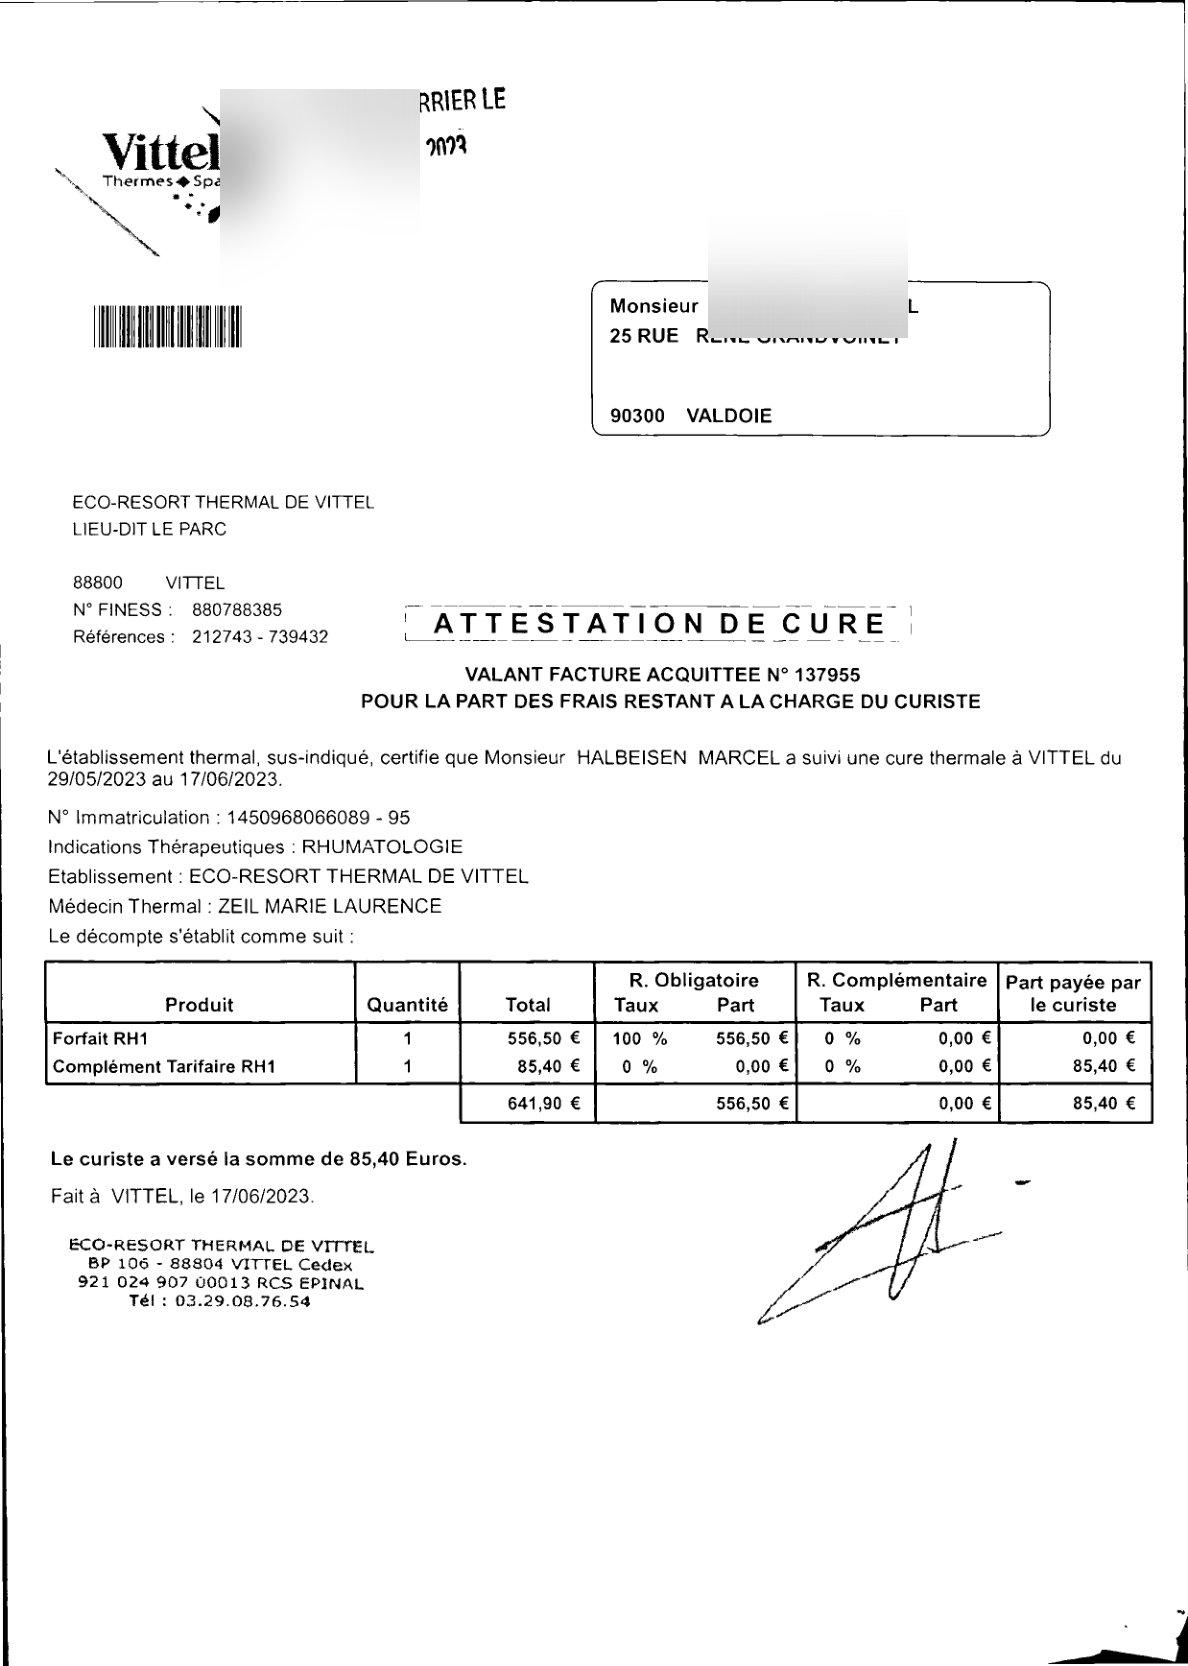 RRIER LE
2023
Vittel
Thermes◆Spa
Monsieur L
25 RUE
90300 VALDOIE
ECO-RESORT THERMAL DE VITTEL
LIEU-DIT LE PARC
88800 VITTEL
N° FINESS : 880788385
Références : 212743 - 739432
ATTESTATION DE CURE
VALANT FACTURE ACQUITTEE N° 137955
POUR LA PART DES FRAIS RESTANT A LA CHARGE DU CURISTE
L'établissement thermal, sus-indiqué, certifie que Monsieur HALBEISEN MARCEL a suivi une cure thermale à VITTEL du
29/05/2023 au 17/06/2023.
N° Immatriculation : 1450968066089 - 95
Indications Thérapeutiques : RHUMATOLOGIE
Etablissement : ECO-RESORT THERMAL DE VITTEL
Médecin Thermal : ZEIL MARIE LAURENCE
Le décompte s'établit comme suit :
R. Obligatoire R. Complémentaire Part payée par
Produit Quantité Total Taux Part Taux Part le curiste
Forfait RH1 1 556,50 € 100 % 556,50 € 0 % 0,00 € 0,00 €
Complément Tarifaire RH1 1 85,40 € 0 % 0,00 € 0 % 0,00 € 85,40 €
641,90 € 556,50 € 0,00 € 85,40 €
Le curiste a versé la somme de 85,40 Euros.
Fait à VITTEL, le 17/06/2023.
ECO-RESORT THERMAL DE VITTEL
BP 106 - 88804 VITTEL Cedex
921 024 907 00013 RCS EPINAL
Tél : 03.29.08.76.54